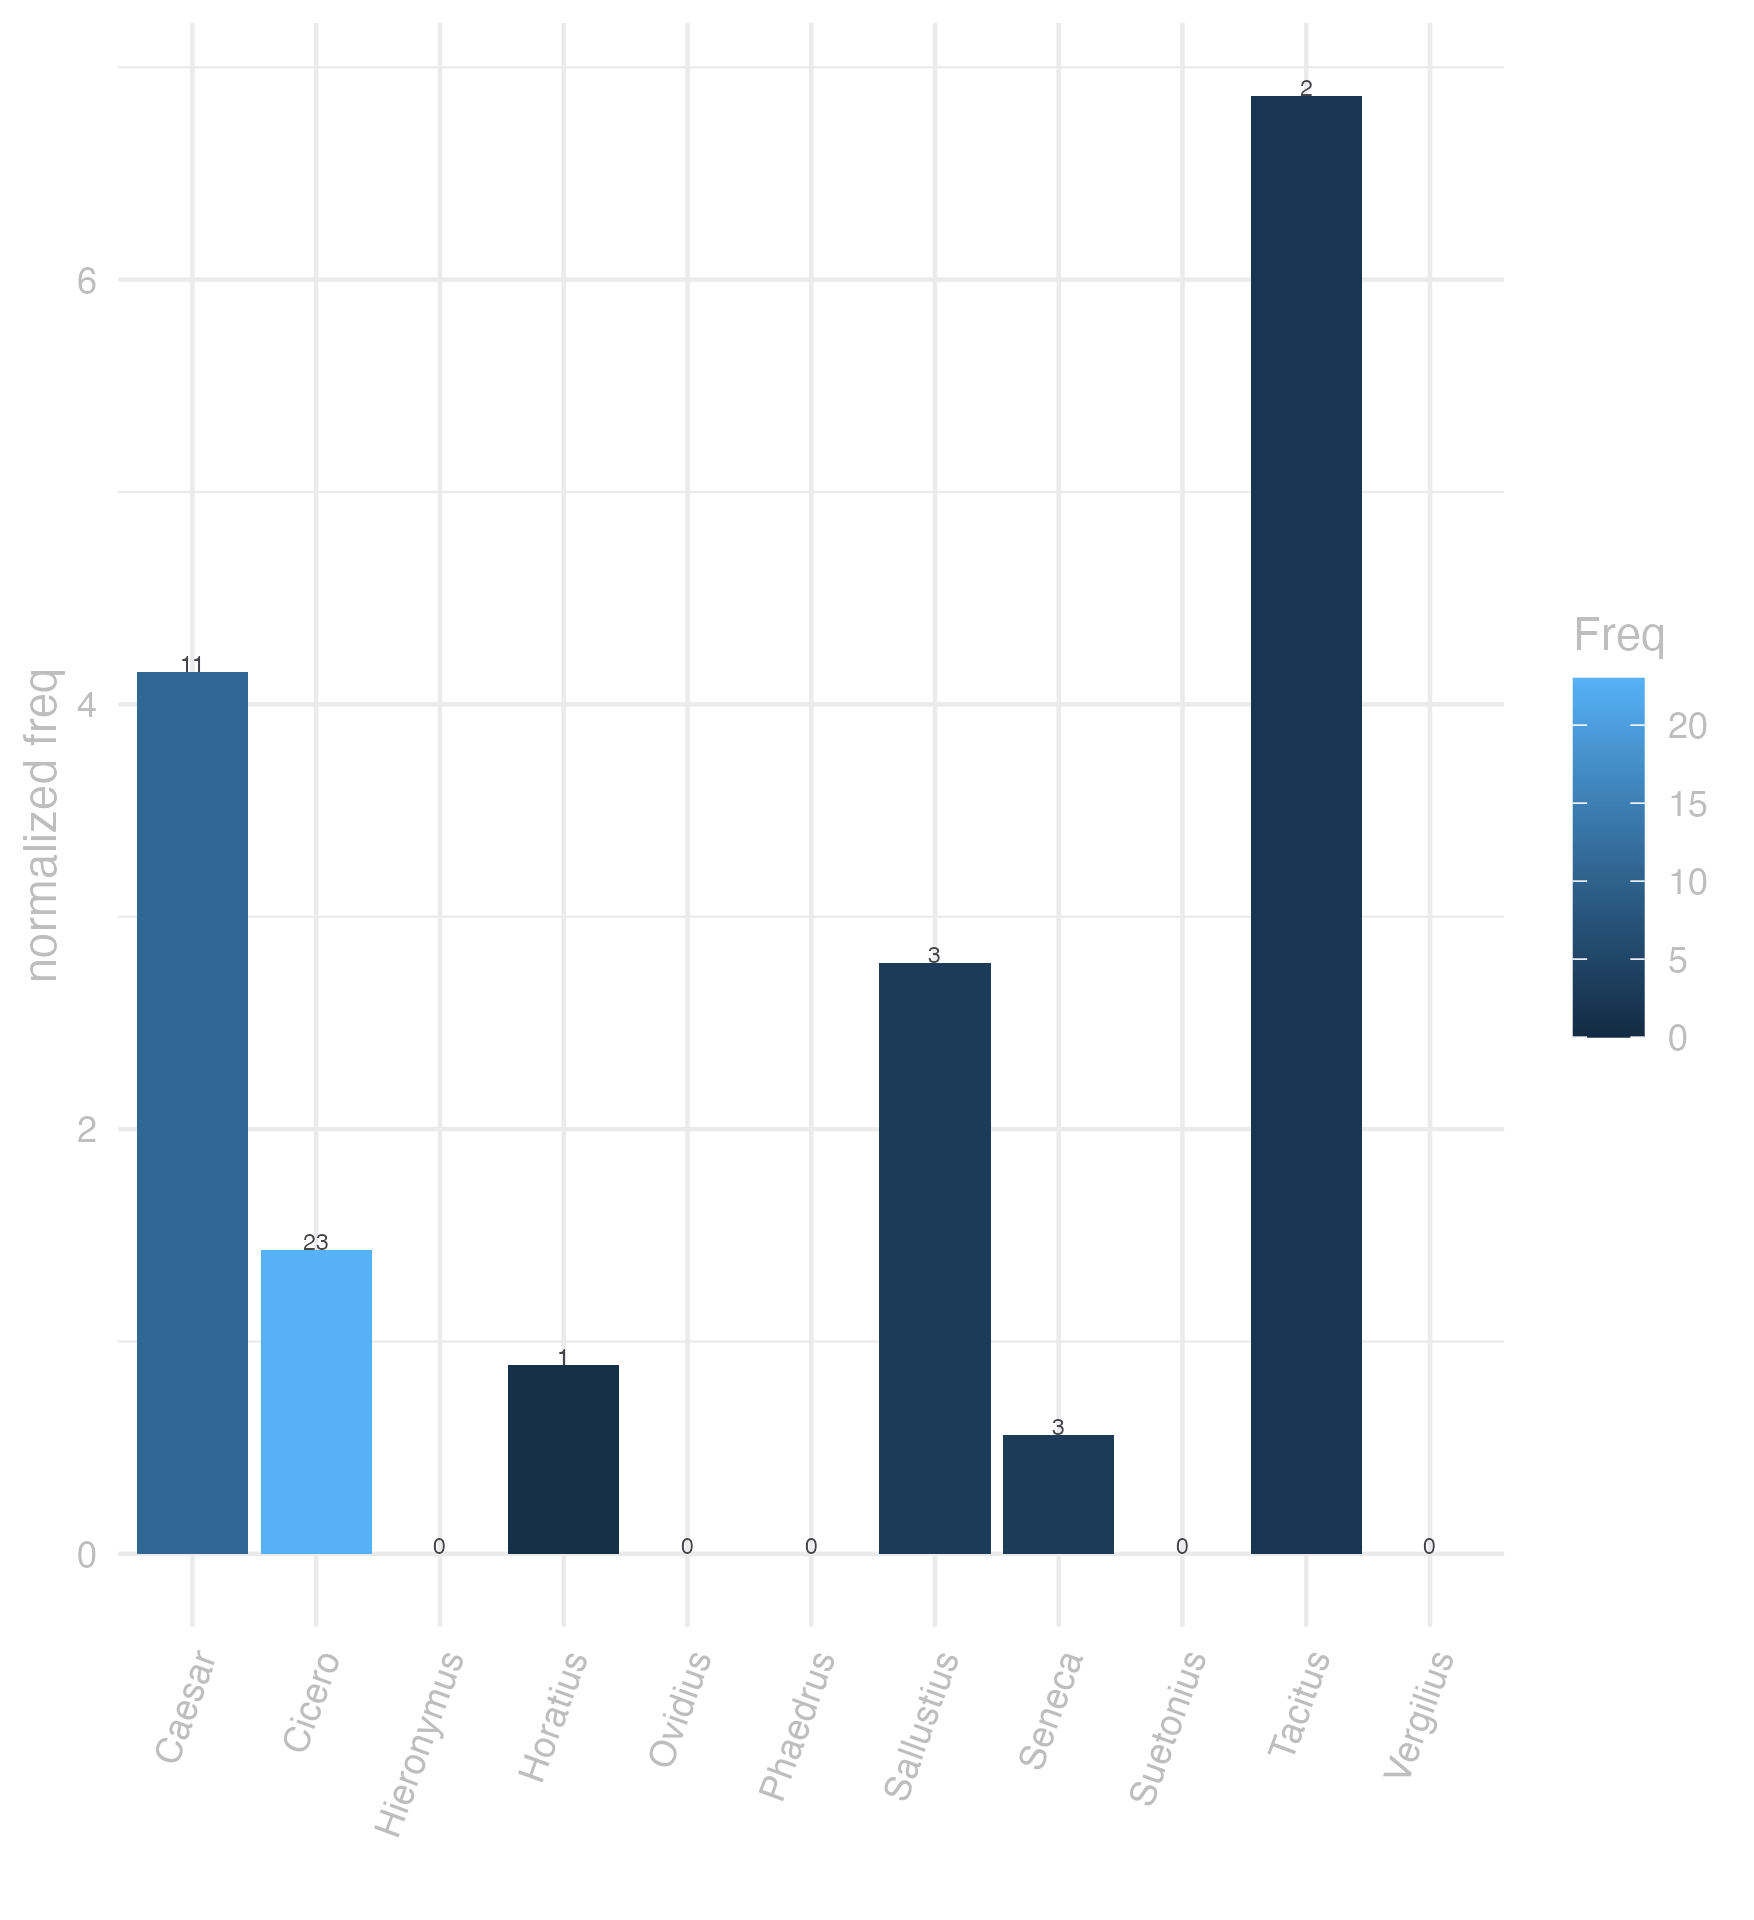 normalized freq
6
4
2
0
11
23
0
1
0
0
3
3
0
2
0
Caesar
Cicero
Hieronymus
Horatius
Ovidius
Phaedrus
Sallustius
Seneca
Suetonius
Tacitus
Vergilius
Freq
20
15
10
5
0